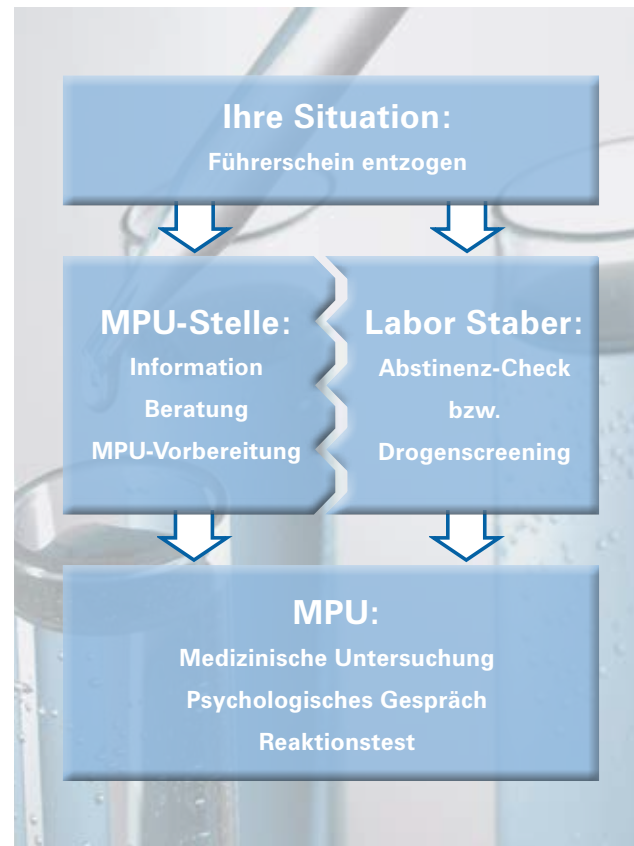 Ihre Situation:
Führerschein entzogen
MPU-Stelle:
Information
Beratung
MPU-Vorbereitung
Labor Staber:
Abstinenz-Check
bzw.
Drogenscreening
MPU:
Medizinische Untersuchung
Psychologisches Gespräch
Reaktionstest